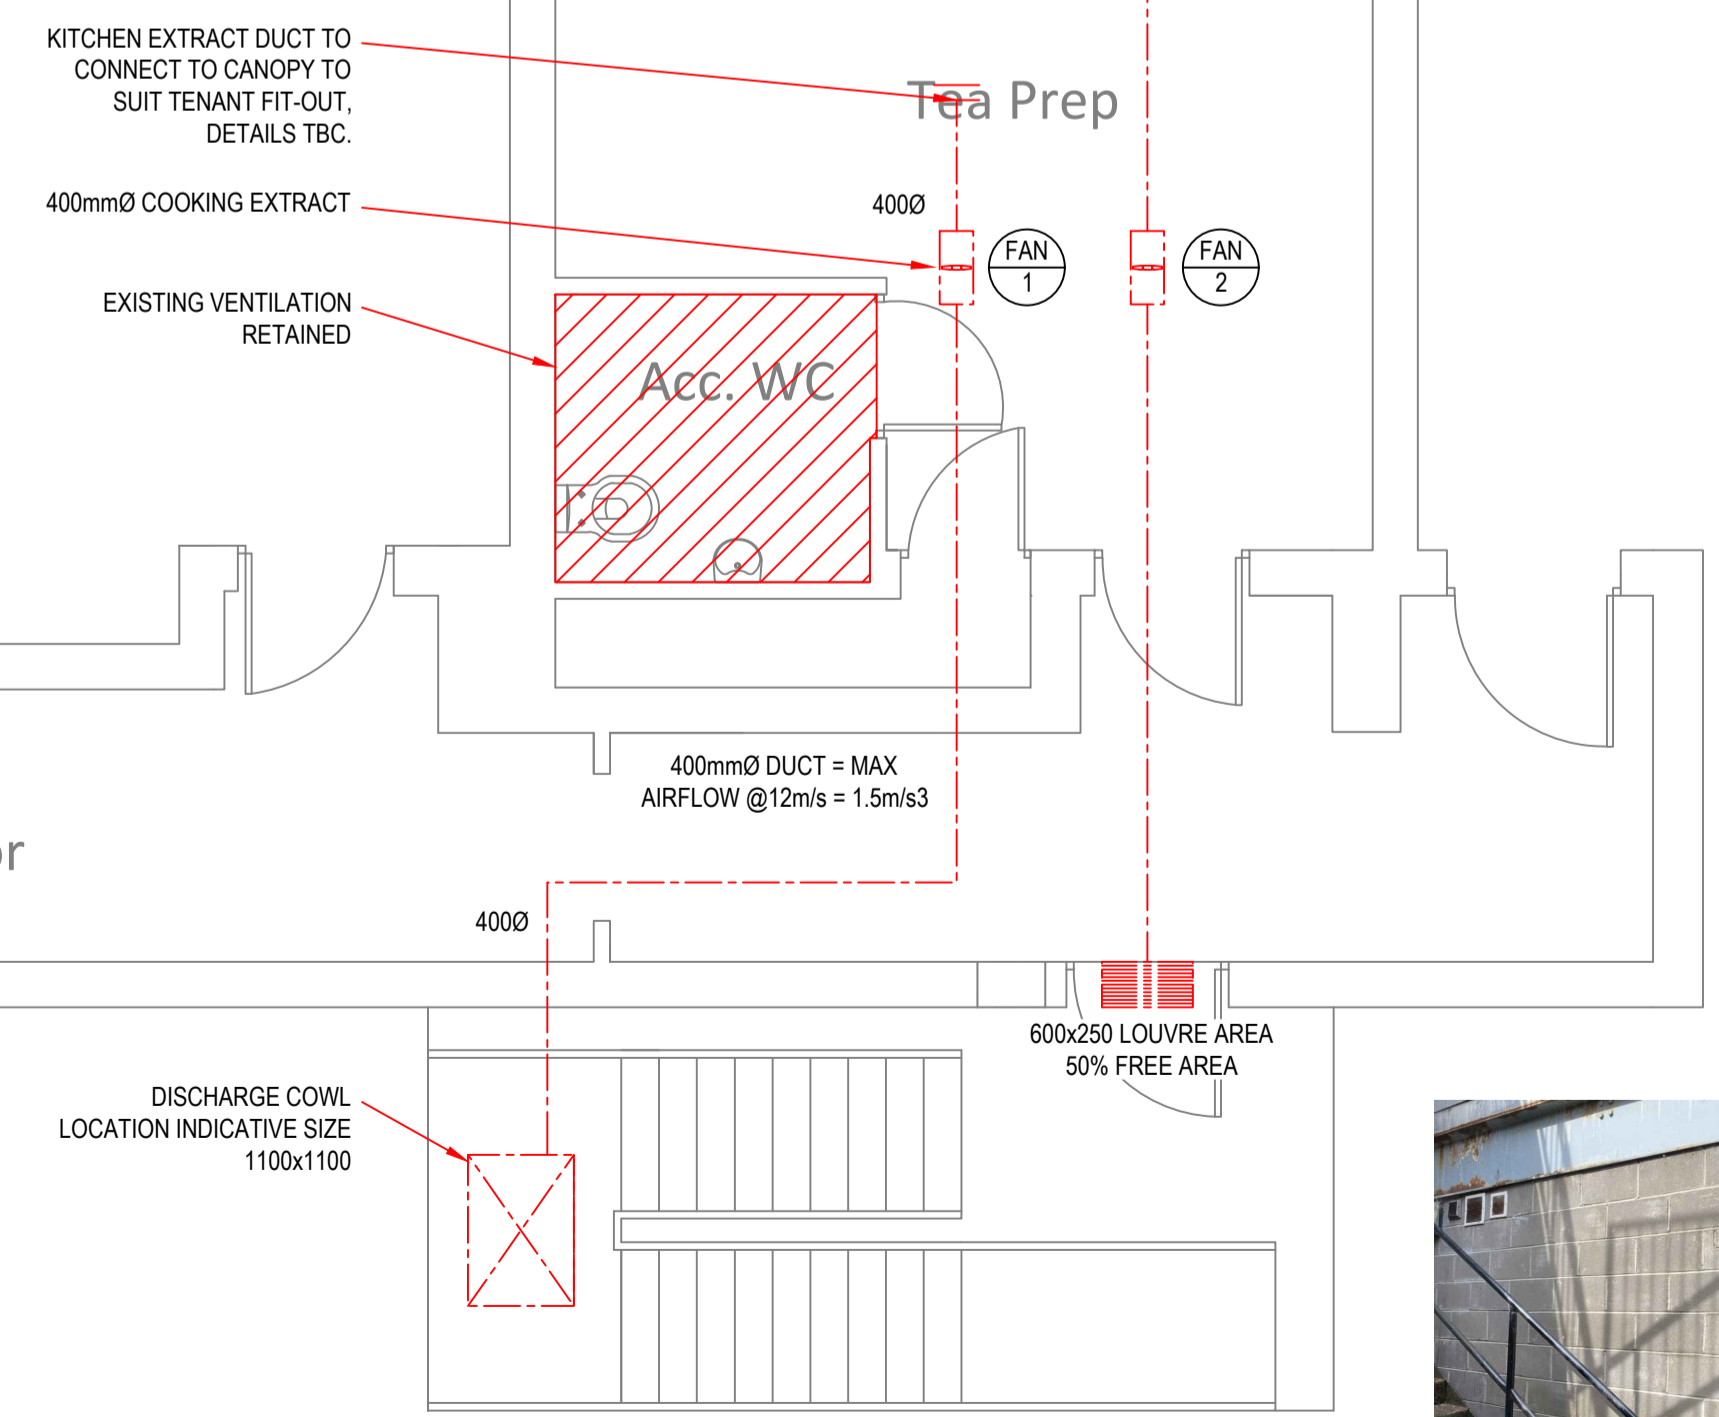 KITCHEN EXTRACT DUCT TO
CONNECT TO CANOPY TO
SUIT TENANT FIT-OUT,
DETAILS TBC.
Tea Prep
400mmØ COOKING EXTRACT
400Ø
FAN
1
FAN
2
EXISTING VENTILATION
RETAINED
Acc. WC
400mmØ DUCT = MAX
AIRFLOW @12m/s = 1.5m/s3
or
400Ø
600x250 LOUVRE AREA
50% FREE AREA
DISCHARGE COWL
LOCATION INDICATIVE SIZE
1100x1100